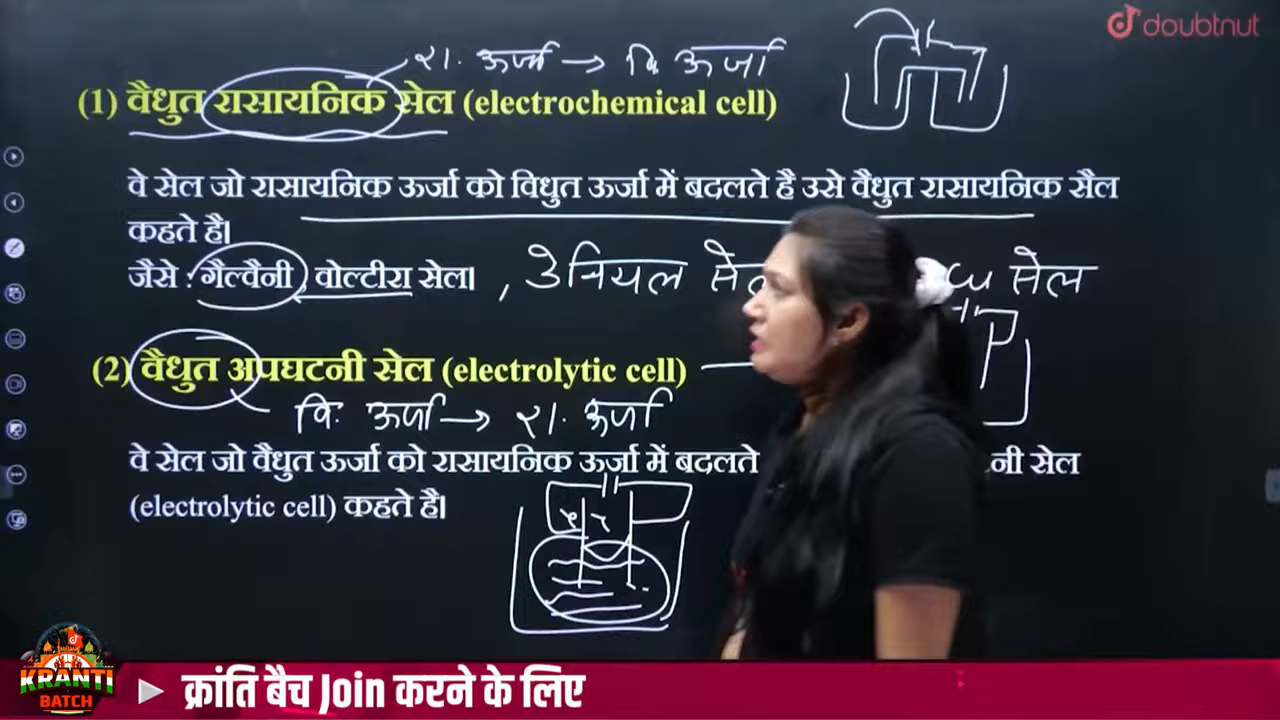 doubtnut
रा. ऊर्जा → वि ऊर्जा
(1) वैधुत रासायनिक सेल (electrochemical cell)
वे सेल जो रासायनिक ऊर्जा को विधुत ऊर्जा में बदलते है उसे वैधुत रासायनिक सैल
कहते है।
जैसे : गैल्वैनी, वोल्टीरा सेल। , डेनियल सेल सेल
(2) वैधुत अपघटनी सेल (electrolytic cell)
वि. ऊर्जा → रा. ऊर्जा
वे सेल जो वैधुत ऊर्जा को रासायनिक ऊर्जा में बदलते नी सेल
(electrolytic cell) कहते है।
KRANTI
BATCH
क्रांति बैच Join करने के लिए